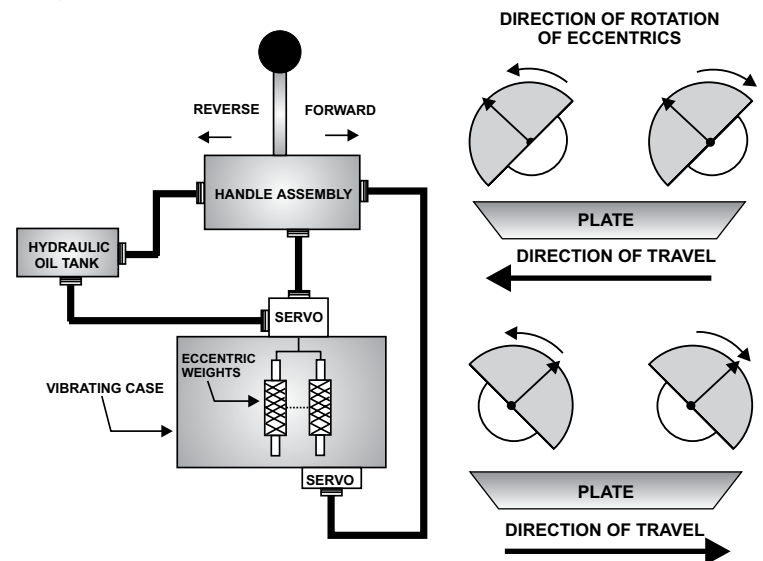 DIRECTION OF ROTATION
OF ECCENTRICS
REVERSE
FORWARD
HANDLE ASSEMBLY
HYDRAULIC
OIL TANK
SERVO
ECCENTRIC
WEIGHTS
VIBRATING CASE
SERVO
PLATE
DIRECTION OF TRAVEL
PLATE
DIRECTION OF TRAVEL